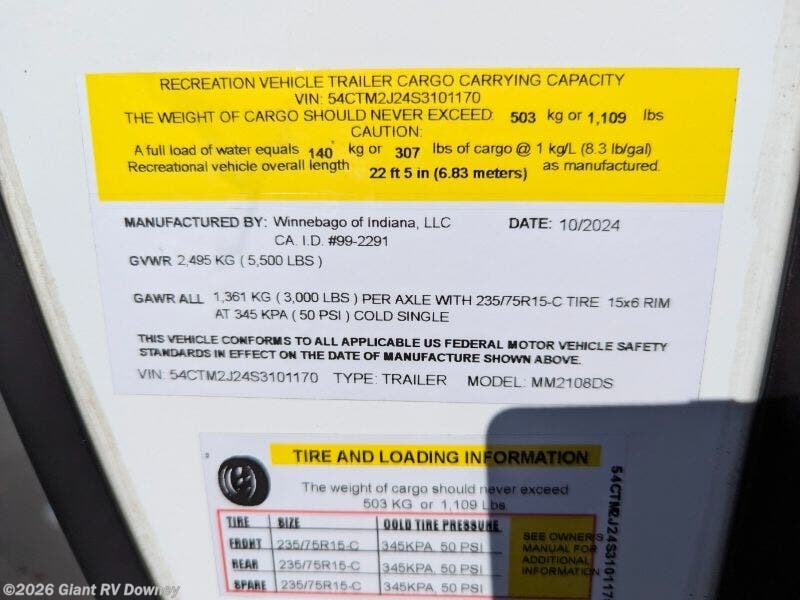 RECREATION VEHICLE TRAILER CARGO CARRYING CAPACITY
VIN: 54CTM2J24S3101170
THE WEIGHT OF CARGO SHOULD NEVER EXCEED: 503 kg or 1,109 lbs
CAUTION:
A full load of water equals 140 kg or 307 lbs of cargo @ 1 kg/L (8.3 lb/gal)
Recreational vehicle overall length 22 ft 5 in (6.83 meters) as manufactured.
MANUFACTURED BY: Winnebago of Indiana, LLC DATE: 10/2024
CA. I.D. #99-2291
GVWR 2,495 KG ( 5,500 LBS )
GAWR ALL 1,361 KG ( 3,000 LBS ) PER AXLE WITH 235/75R15-C TIRE 15x6 RIM
AT 345 KPA ( 50 PSI ) COLD SINGLE
THIS VEHICLE CONFORMS TO ALL APPLICABLE US FEDERAL MOTOR VEHICLE SAFETY
STANDARDS IN EFFECT ON THE DATE OF MANUFACTURE SHOWN ABOVE.
VIN: 54CTM2J24S3101170 TYPE: TRAILER MODEL: MM2108DS
TIRE AND LOADING INFORMATION
The weight of cargo should never exceed
503 KG or 1,109 Lbs
TIRE SIZE COLD TIRE PRESSURE
FRONT 235/75R15-C 345KPA, 50 PSI
REAR 235/75R15-C 345KPA, 50 PSI
SPARE 235/75R15-C 345KPA, 50 PSI
SEE OWNER'S
MANUAL FOR
ADDITIONAL
INFORMATION
54CTM2J24S3101170
©2026 Giant RV Downey